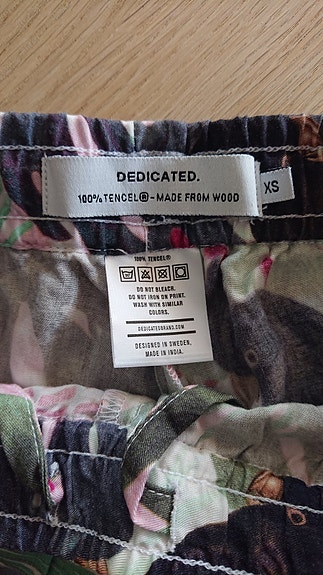 DEDICATED.
100% TENCEL® - MADE FROM WOOD
XS
100% TENCEL®
DO NOT BLEACH.
DO NOT IRON ON PRINT.
WASH WITH SIMILAR
COLORS.
DEDICATEDBRAND.COM
DESIGNED IN SWEDEN.
MADE IN INDIA.